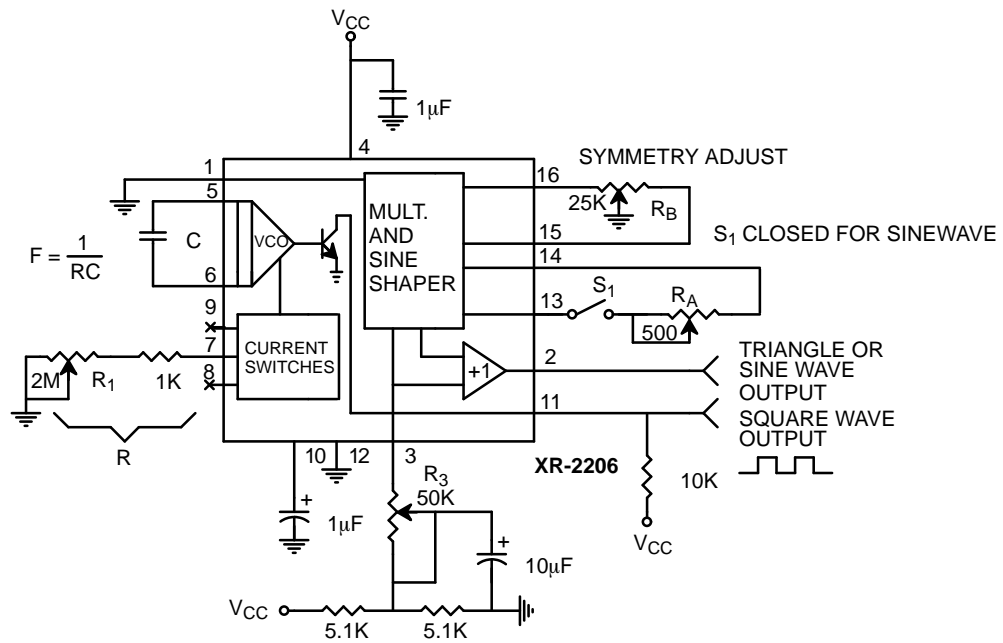 VCC
1μF
4
1
16
SYMMETRY ADJUST
5
25K
RB
MULT.
AND
SINE
SHAPER
C
VCO
15
S1 CLOSED FOR SINEWAVE
F = 1/RC
14
6
S1
RA
13
500
9
7
CURRENT
SWITCHES
2M
R1
1K
8
+1
2
TRIANGLE OR
SINE WAVE
OUTPUT
11
SQUARE WAVE
OUTPUT
R
10
12
3
XR-2206
R3
50K
10K
1μF
+
+
10μF
VCC
VCC
5.1K
5.1K